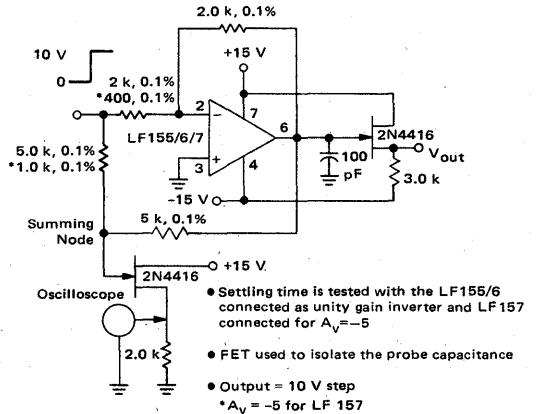 2.0 k, 0.1%
10 V
0
+15 V
2 k, 0.1%
*400, 0.1%
2
7
LF155/6/7
6
2N4416
5.0 k, 0.1%
*1.0 k, 0.1%
3
4
100
pF
Vout
3.0 k
-15 V
Summing
Node
5 k, 0.1%
2N4416
+15 V
Oscilloscope
2.0 k
• Settling time is tested with the LF155/6
connected as unity gain inverter and LF157
connected for Av=-5
• FET used to isolate the probe capacitance
• Output = 10 V step
*Av = -5 for LF 157